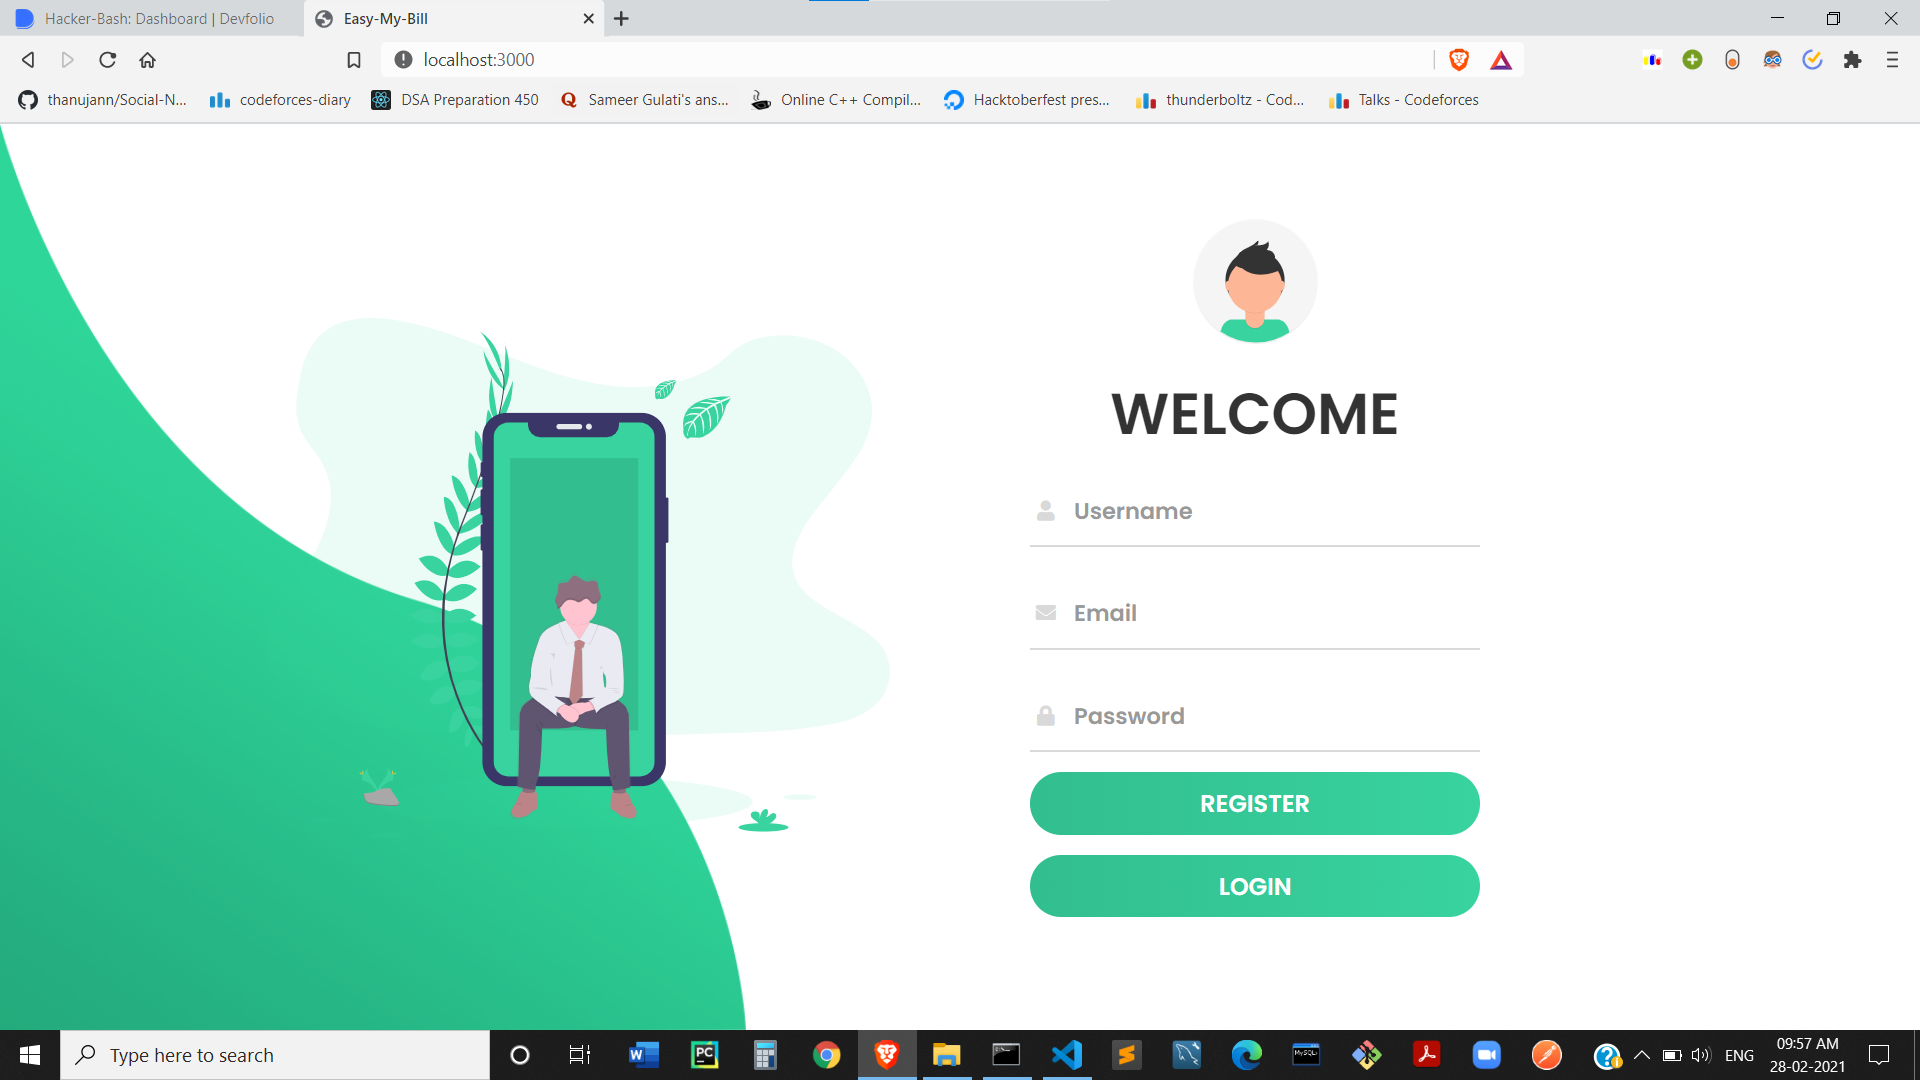 Hacker-Bash: Dashboard | Devfolio
Easy-My-Bill
localhost:3000
thanujann/Social-N...
codeforces-diary
DSA Preparation 450
Sameer Gulati's ans...
Online C++ Compil...
Hacktoberfest pres...
thunderboltz - Cod...
Talks - Codeforces
WELCOME
Username
Email
Password
REGISTER
LOGIN
Type here to search
W
PC
MySQL
ENG
09:57 AM
28-02-2021